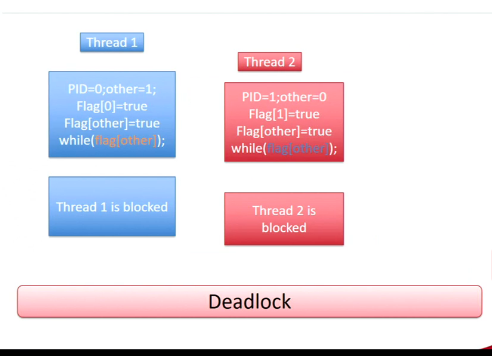 Thread 1
PID=0;other=1;
Flag[0]=true
Flag[other]=true
while(flag[other]);
Thread 1 is blocked
Thread 2
PID=1;other=0
Flag[1]=true
Flag[other]=true
while(flag[other]);
Thread 2 is
blocked
Deadlock